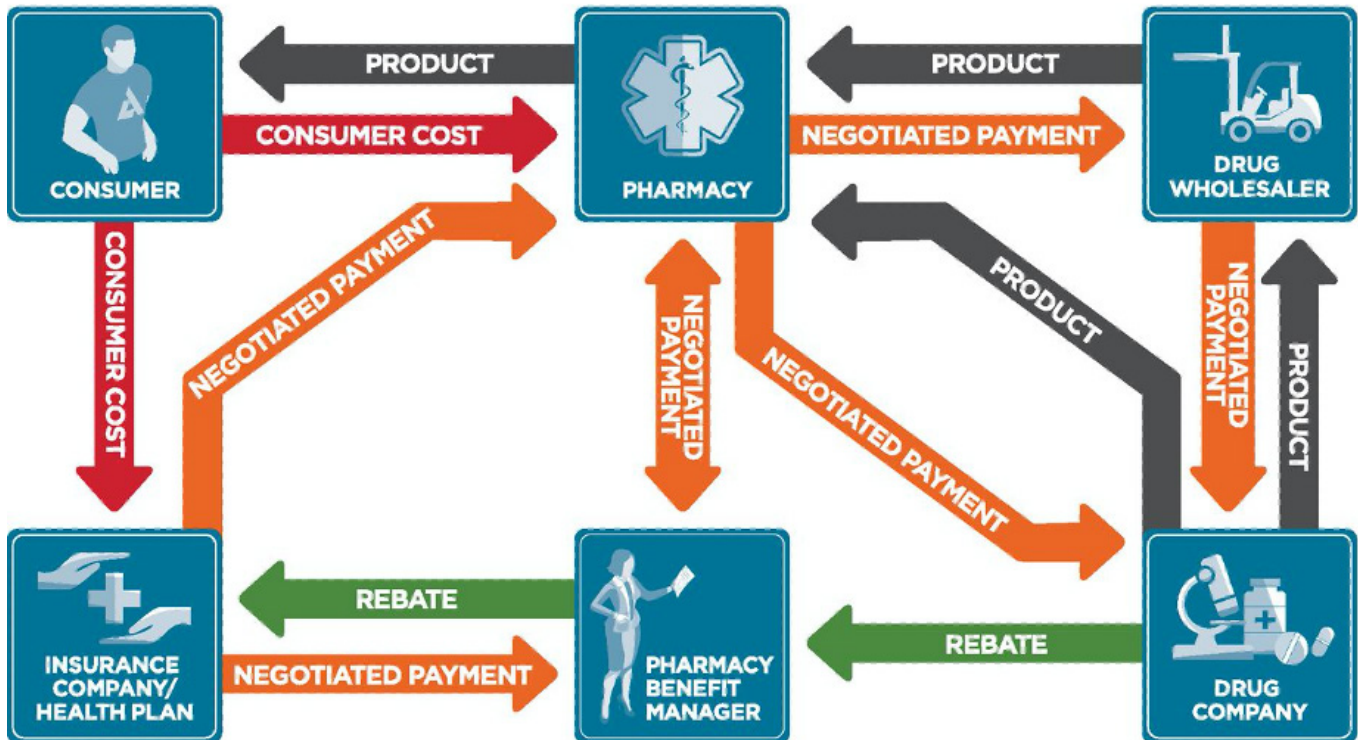 PRODUCT
PRODUCT
CONSUMER COST
NEGOTIATED PAYMENT
CONSUMER
PHARMACY
DRUG
WHOLESALER
CONSUMER COST
NEGOTIATED PAYMENT
NEGOTIATED
PAYMENT
NEGOTIATED PAYMENT
PRODUCT
NEGOTIATED
PAYMENT
PRODUCT
REBATE
REBATE
NEGOTIATED PAYMENT
INSURANCE
COMPANY/
HEALTH PLAN
PHARMACY
BENEFIT
MANAGER
DRUG
COMPANY